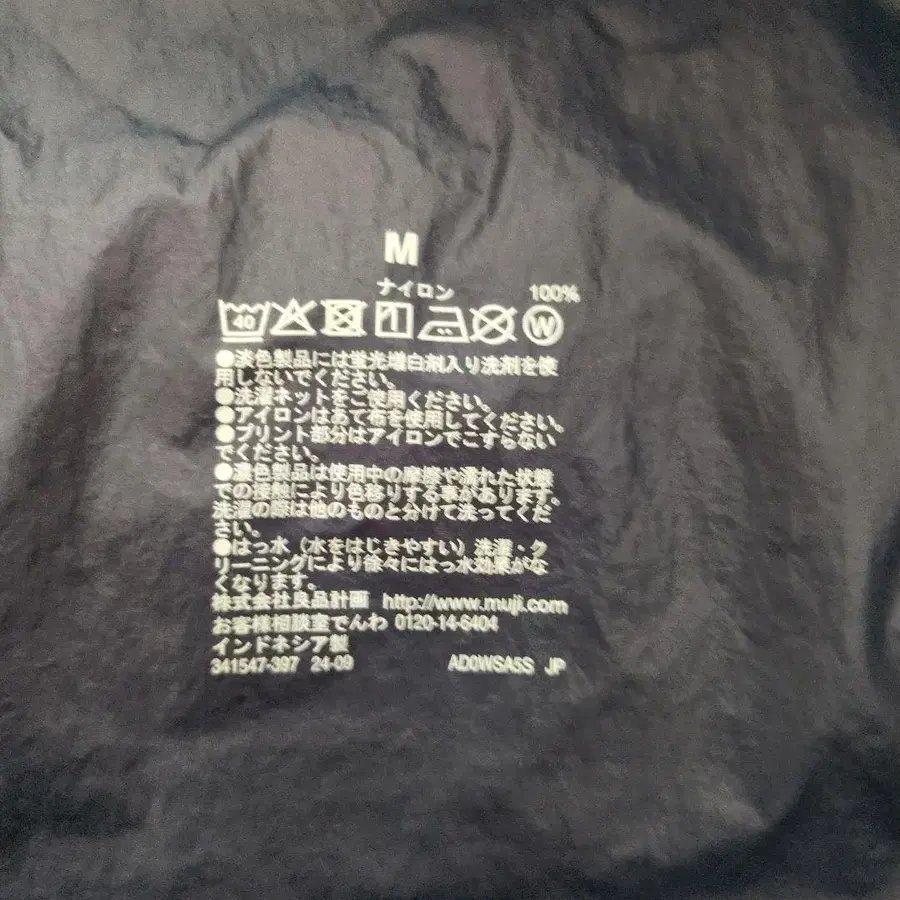 M
ナイロン 100%
40
W
●淡色製品には蛍光増白剤入り洗剤を使
用しないでください。
●洗濯ネットをご使用ください。
●アイロンはあて布を使用してください。
●プリント部分はアイロンでこすらない
でください。
●濃色製品は使用中の摩擦や濡れた状態
での接触により色移りする事があります。
洗濯の際は他のものと分けて洗ってくだ
さい。
●はっ水（水をはじきやすい）洗濯・ク
リーニングにより徐々にはっ水効果がな
くなります。
株式会社良品計画 http://www.muji.com
お客様相談室でんわ 0120-14-6404
インドネシア製
341547-397 24-09 AD0WSA5S JP